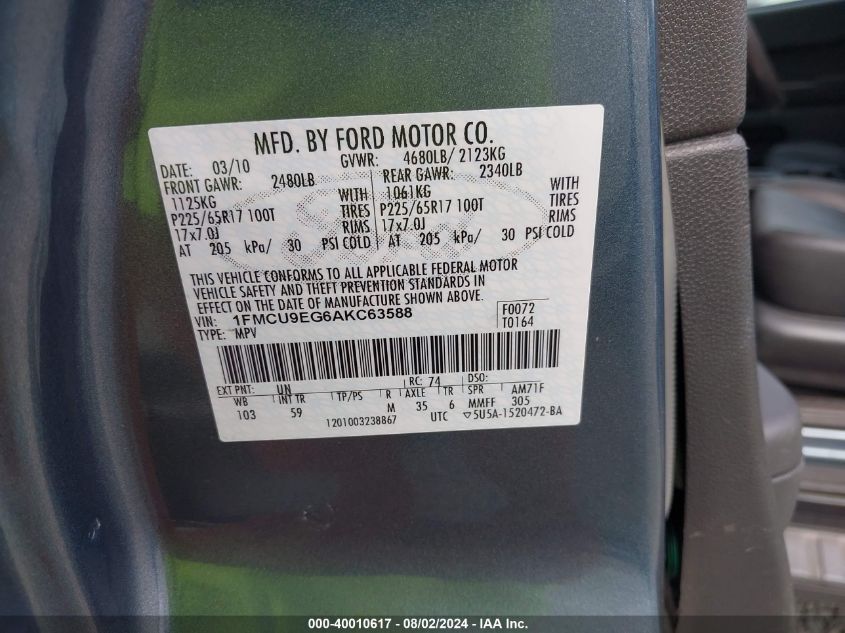 MFD. BY FORD MOTOR CO.
DATE: 03/10 GVWR: 4680LB/ 2123KG
FRONT GAWR: 2480LB REAR GAWR: 2340LB
1125KG WITH 1061KG WITH
P225/65R17 100T TIRES P225/65R17 100T TIRES
17x7.0J RIMS 17x7.0J RIMS
AT 205 kPa/ 30 PSI COLD AT 205 kPa/ 30 PSI COLD
THIS VEHICLE CONFORMS TO ALL APPLICABLE FEDERAL MOTOR
VEHICLE SAFETY AND THEFT PREVENTION STANDARDS IN
EFFECT ON THE DATE OF MANUFACTURE SHOWN ABOVE.
VIN: 1FMCU9EG6AKC63588 F0072
TYPE: MPV T0164
EXT PNT: UN RC: 74 DSO:
WB INT TR TP/PS R AXLE TR SPR AM71F
103 59 M 35 6 MMFF 305
1201003238867 UTC ▽5U5A-1520472-BA
000-40010617 - 08/02/2024 - IAA Inc.